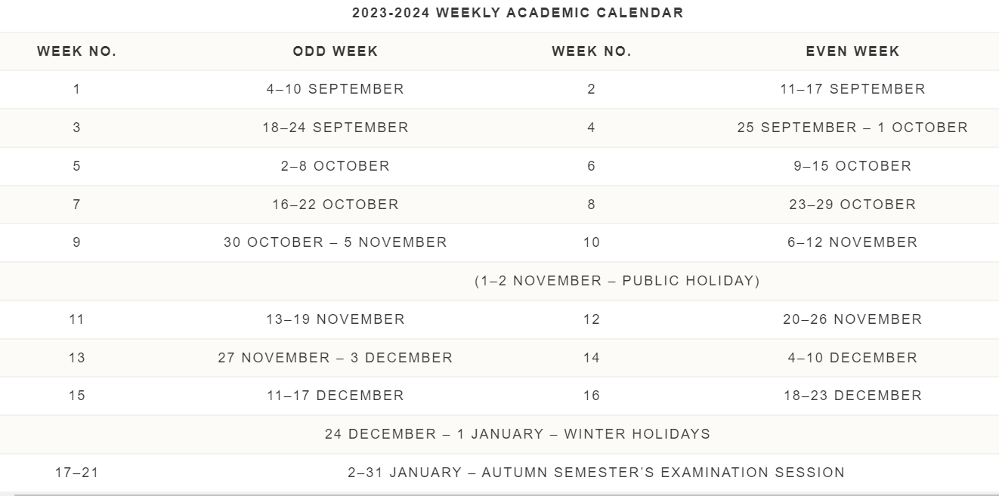 2023-2024 WEEKLY ACADEMIC CALENDAR
WEEK NO. ODD WEEK WEEK NO. EVEN WEEK
1 4–10 SEPTEMBER 2 11–17 SEPTEMBER
3 18–24 SEPTEMBER 4 25 SEPTEMBER – 1 OCTOBER
5 2–8 OCTOBER 6 9–15 OCTOBER
7 16–22 OCTOBER 8 23–29 OCTOBER
9 30 OCTOBER – 5 NOVEMBER 10 6–12 NOVEMBER
(1–2 NOVEMBER – PUBLIC HOLIDAY)
11 13–19 NOVEMBER 12 20–26 NOVEMBER
13 27 NOVEMBER – 3 DECEMBER 14 4–10 DECEMBER
15 11–17 DECEMBER 16 18–23 DECEMBER
24 DECEMBER – 1 JANUARY – WINTER HOLIDAYS
17–21 2–31 JANUARY – AUTUMN SEMESTER’S EXAMINATION SESSION